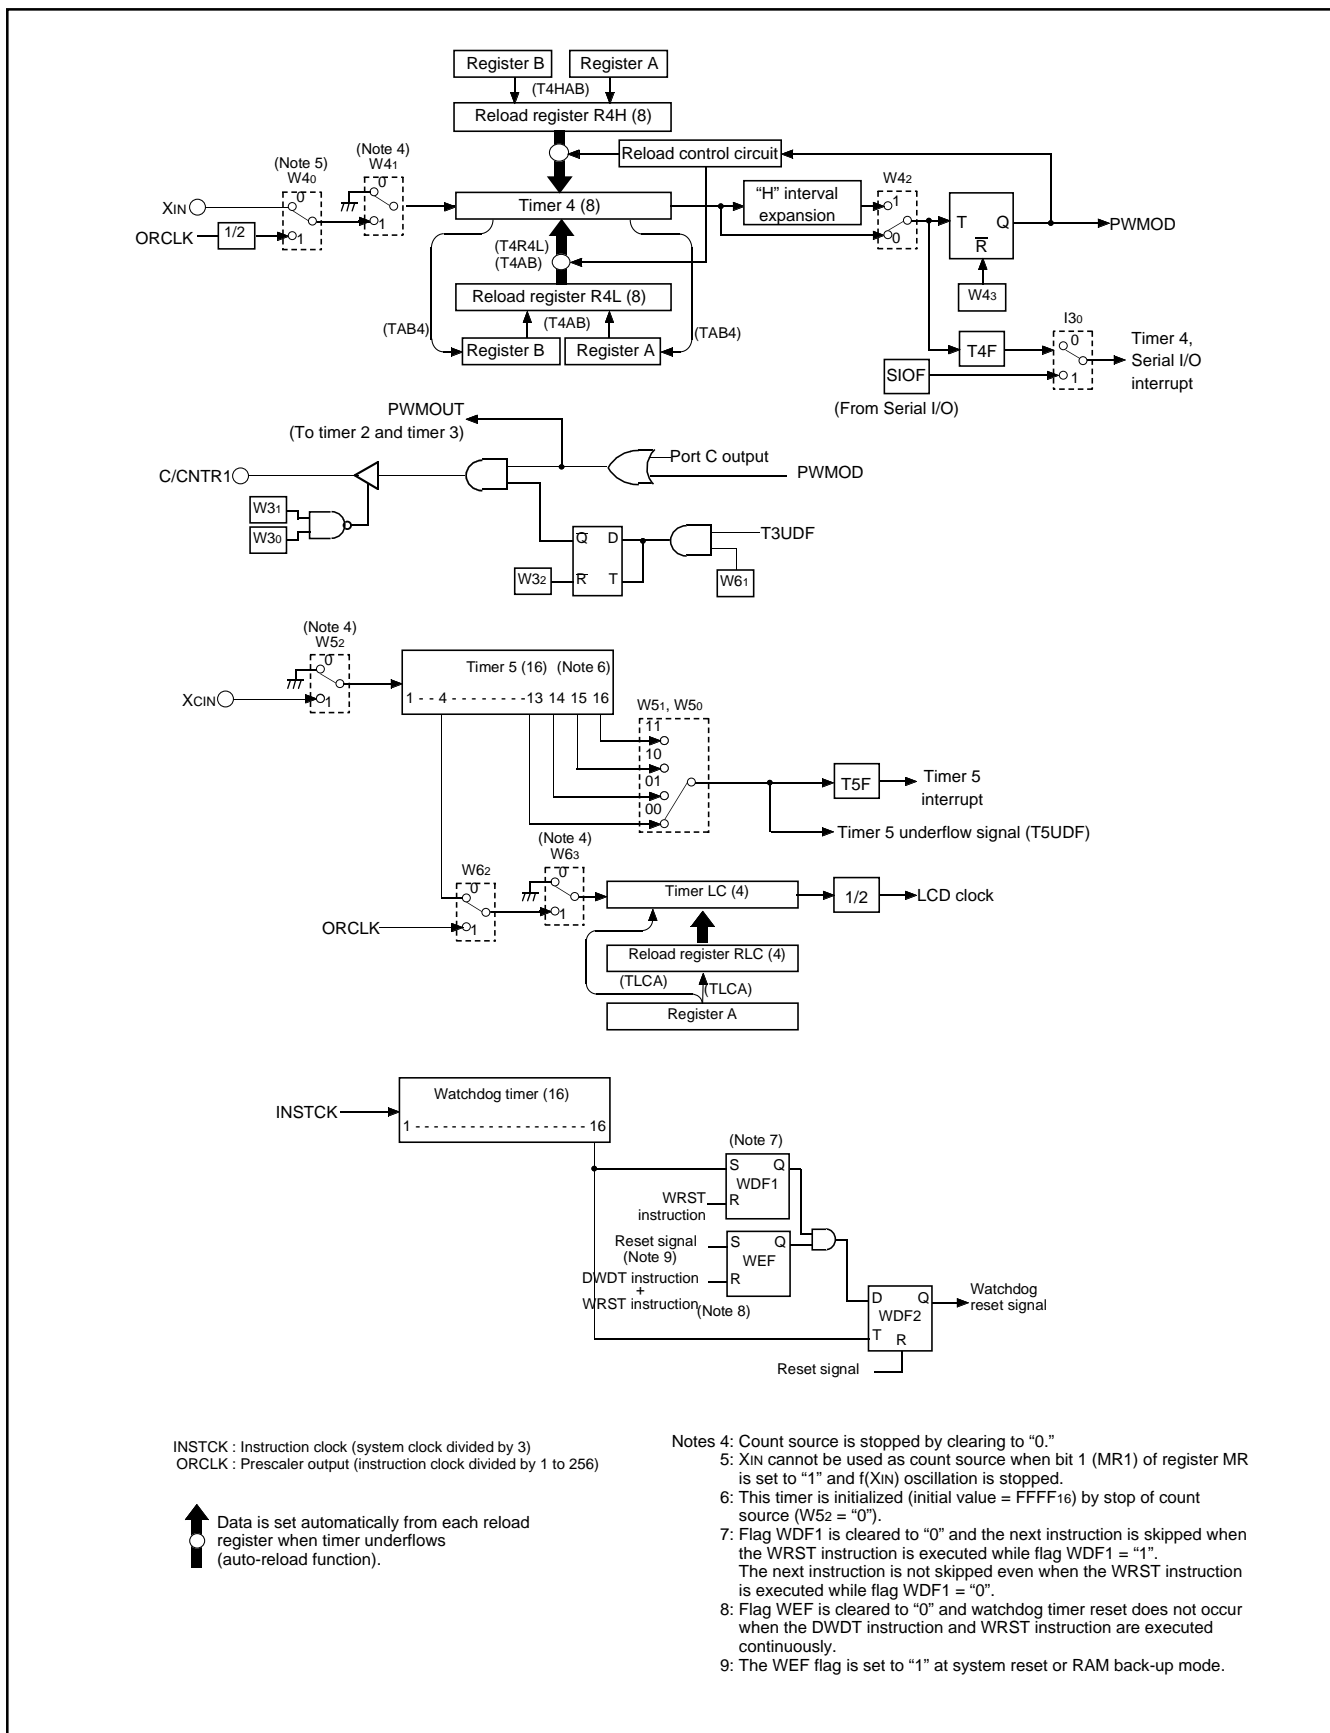 Register B
Register A
(T4HAB)
Reload register R4H (8)
Reload control circuit
(Note 5)
W40
(Note 4)
W41
0
1
0
1
XIN
ORCLK
1/2
Timer 4 (8)
“H” interval
expansion
W42
1
0
T
Q
R
PWMOD
W43
(T4R4L)
(T4AB)
Reload register R4L (8)
(TAB4)
(T4AB)
(TAB4)
Register B
Register A
T4F
SIOF
(From Serial I/O)
I30
0
1
Timer 4,
Serial I/O
interrupt
PWMOUT
(To timer 2 and timer 3)
C/CNTR1
Port C output
PWMOD
W31
W30
Q
D
R
T
W32
T3UDF
W61
(Note 4)
W52
0
1
XCIN
Timer 5 (16) (Note 6)
1 - - 4 - - - - - - - -13 14 15 16
W51, W50
11
10
01
00
T5F
Timer 5
interrupt
Timer 5 underflow signal (T5UDF)
W62
0
1
(Note 4)
W63
0
1
ORCLK
Timer LC (4)
1/2
LCD clock
Reload register RLC (4)
(TLCA)
(TLCA)
Register A
INSTCK
Watchdog timer (16)
1 - - - - - - - - - - - - - - - - - - - 16
(Note 7)
S
Q
WDF1
R
WRST
instruction
Reset signal
(Note 9)
S
Q
WEF
R
DWDT instruction
+
WRST instruction
(Note 8)
D
Q
WDF2
T
R
Watchdog
reset signal
Reset signal
INSTCK : Instruction clock (system clock divided by 3)
ORCLK : Prescaler output (instruction clock divided by 1 to 256)
Data is set automatically from each reload
register when timer underflows
(auto-reload function).
Notes 4: Count source is stopped by clearing to “0.”
5: XIN cannot be used as count source when bit 1 (MR1) of register MR
is set to “1” and f(XIN) oscillation is stopped.
6: This timer is initialized (initial value = FFFF16) by stop of count
source (W52 = “0”).
7: Flag WDF1 is cleared to “0” and the next instruction is skipped when
the WRST instruction is executed while flag WDF1 = “1”.
The next instruction is not skipped even when the WRST instruction
is executed while flag WDF1 = “0”.
8: Flag WEF is cleared to “0” and watchdog timer reset does not occur
when the DWDT instruction and WRST instruction are executed
continuously.
9: The WEF flag is set to “1” at system reset or RAM back-up mode.